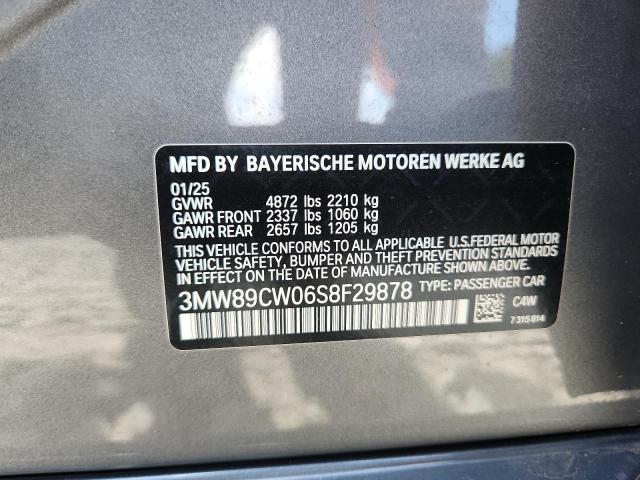 MFD BY BAYERISCHE MOTOREN WERKE AG
01/25
GVWR 4872 lbs 2210 kg
GAWR FRONT 2337 lbs 1060 kg
GAWR REAR 2657 lbs 1205 kg
THIS VEHICLE CONFORMS TO ALL APPLICABLE U.S.FEDERAL MOTOR
VEHICLE SAFETY, BUMPER AND THEFT PREVENTION STANDARDS
IN EFFECT ON THE DATE OF MANUFACTURE SHOWN ABOVE.
3MW89CW06S8F29878 TYPE: PASSENGER CAR
C4W
7315814